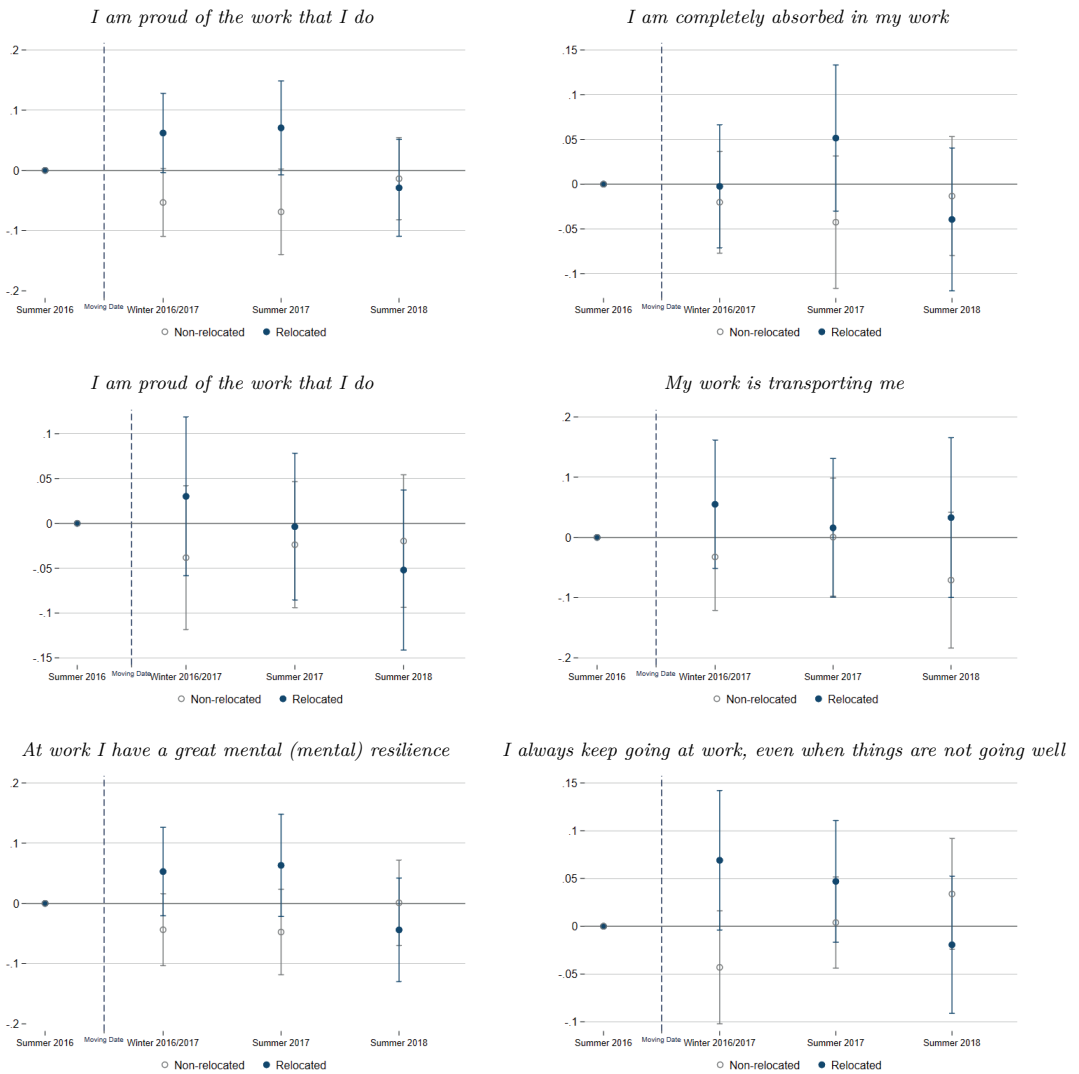 I am proud of the work that I do
.2
.1
0
-.1
-.2
Summer 2016 Moving Date Winter 2016/2017 Summer 2017 Summer 2018
Non-relocated Relocated
I am completely absorbed in my work
.15
.1
.05
0
-.05
-.1
Summer 2016 Moving Date Winter 2016/2017 Summer 2017 Summer 2018
Non-relocated Relocated
I am proud of the work that I do
.1
.05
0
-.05
-.1
-.15
Summer 2016 Moving Date Winter 2016/2017 Summer 2017 Summer 2018
Non-relocated Relocated
My work is transporting me
.2
.1
0
-.1
-.2
Summer 2016 Moving Date Winter 2016/2017 Summer 2017 Summer 2018
Non-relocated Relocated
At work I have a great mental (mental) resilience
.2
.1
0
-.1
-.2
Summer 2016 Moving Date Winter 2016/2017 Summer 2017 Summer 2018
Non-relocated Relocated
I always keep going at work, even when things are not going well
.15
.1
.05
0
-.05
-.1
Summer 2016 Moving Date Winter 2016/2017 Summer 2017 Summer 2018
Non-relocated Relocated